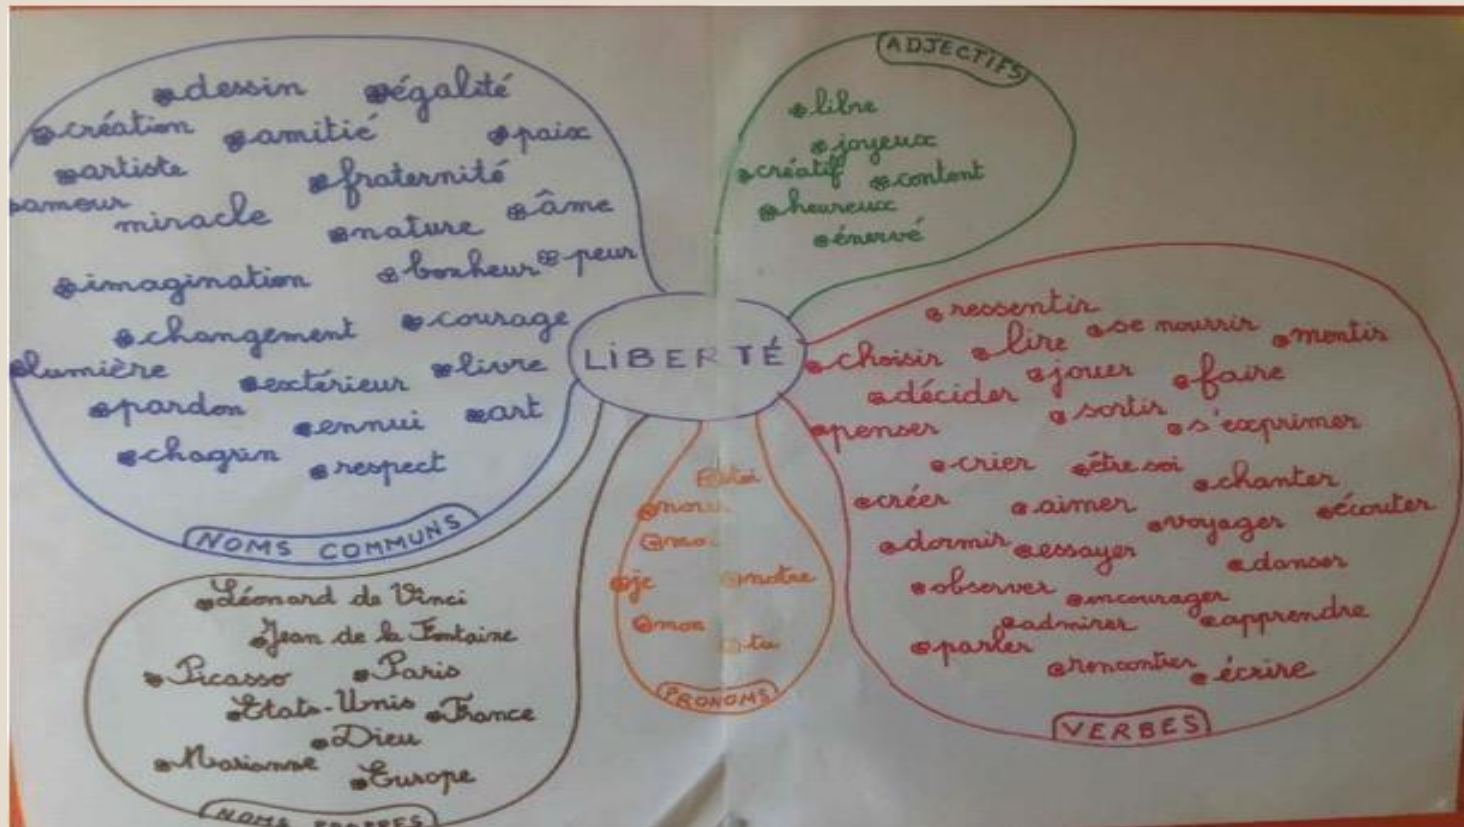 LIBERTÉ
dessin égalité
création amitié paix
artiste fraternité
amour miracle nature âme
imagination bonheur peur
changement courage
lumière extérieur livre
pardon ennui art
chagrin respect
NOMS COMMUNS
ADJECTIFS
libre
joyeux
créatif content
heureux
énervé
ressentir
choisir lire se nourrir mentir
décider jouer faire
penser sortir s'exprimer
crier être soi chanter
créer aimer voyager écouter
dormir essayer danser
observer encourager
admirer apprendre
parler rencontrer écrire
VERBES
toi
je notre
mon tu
PRONOMS
Léonard de Vinci
Jean de la Fontaine
Picasso Paris
Etats-Unis France
Dieu
Marianne Europe
NOMS PROPRES